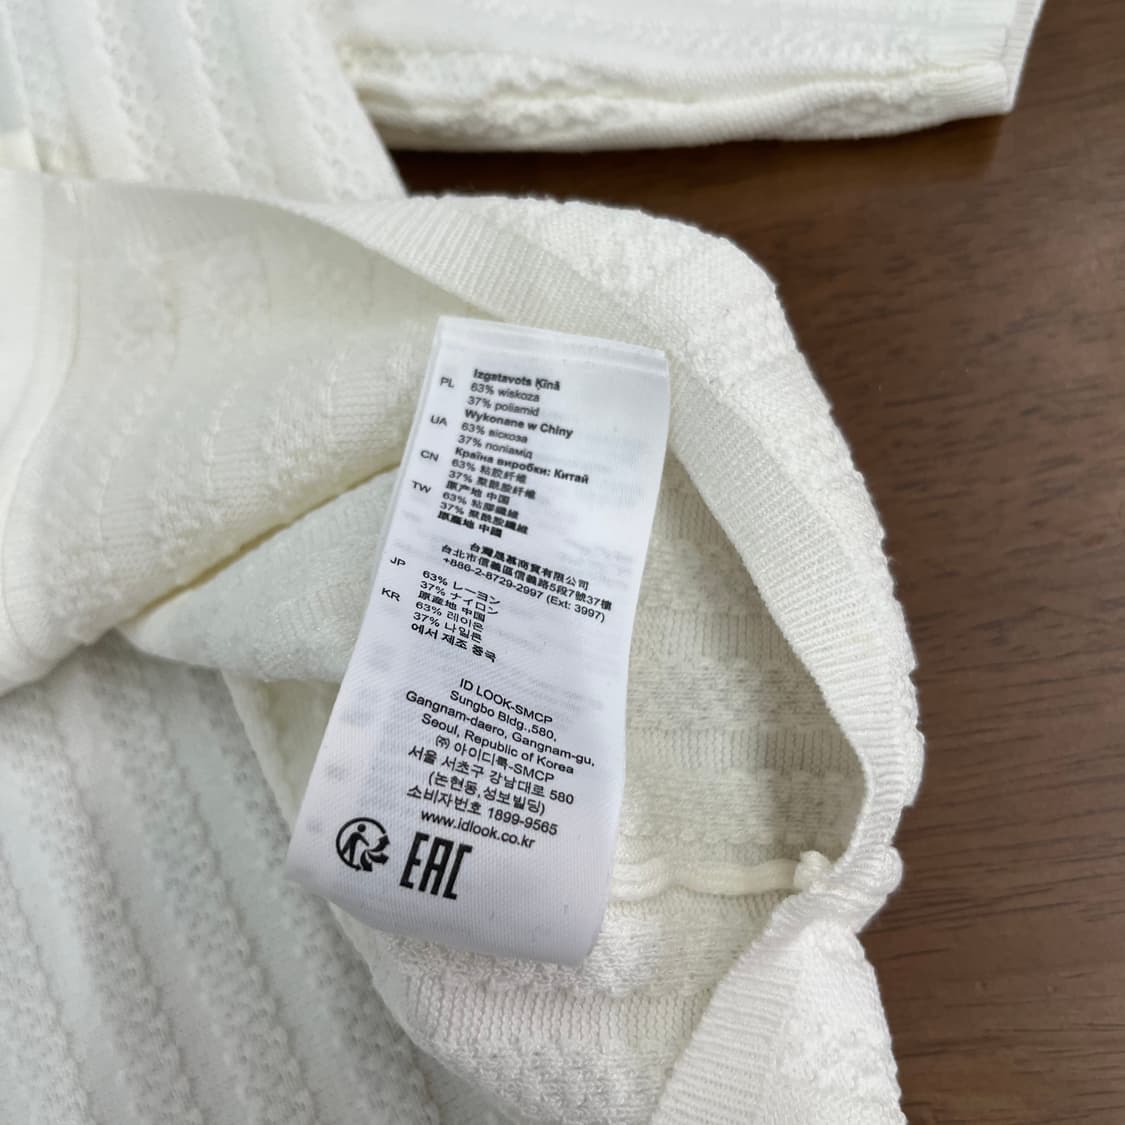 Izgatavots Ķīnā
PL 63% wiskoza
37% poliamid
Wykonane w Chiny
UA 63% віскоза
37% поліамід
Країна виробки: Китай
CN 63% 粘胶纤维
37% 聚酰胺纤维
原产地 中国
TW 63% 粘膠纖維
37% 聚酰胺纖維
原產地 中國
台灣晟慕商貿有限公司
台北市信義區信義路5段7號37樓
+886-2-8729-2997 (Ext: 3997)
JP 63% レーヨン
37% ナイロン
原産地 中国
KR 63% 레이온
37% 나일론
에서 제조 중국
ID LOOK-SMCP
Sungbo Bldg.,580,
Gangnam-daero, Gangnam-gu,
Seoul, Republic of Korea
(주) 아이디룩-SMCP
서울 서초구 강남대로 580
(논현동,성보빌딩)
소비자번호 1899-9565
www.idlook.co.kr
EAC